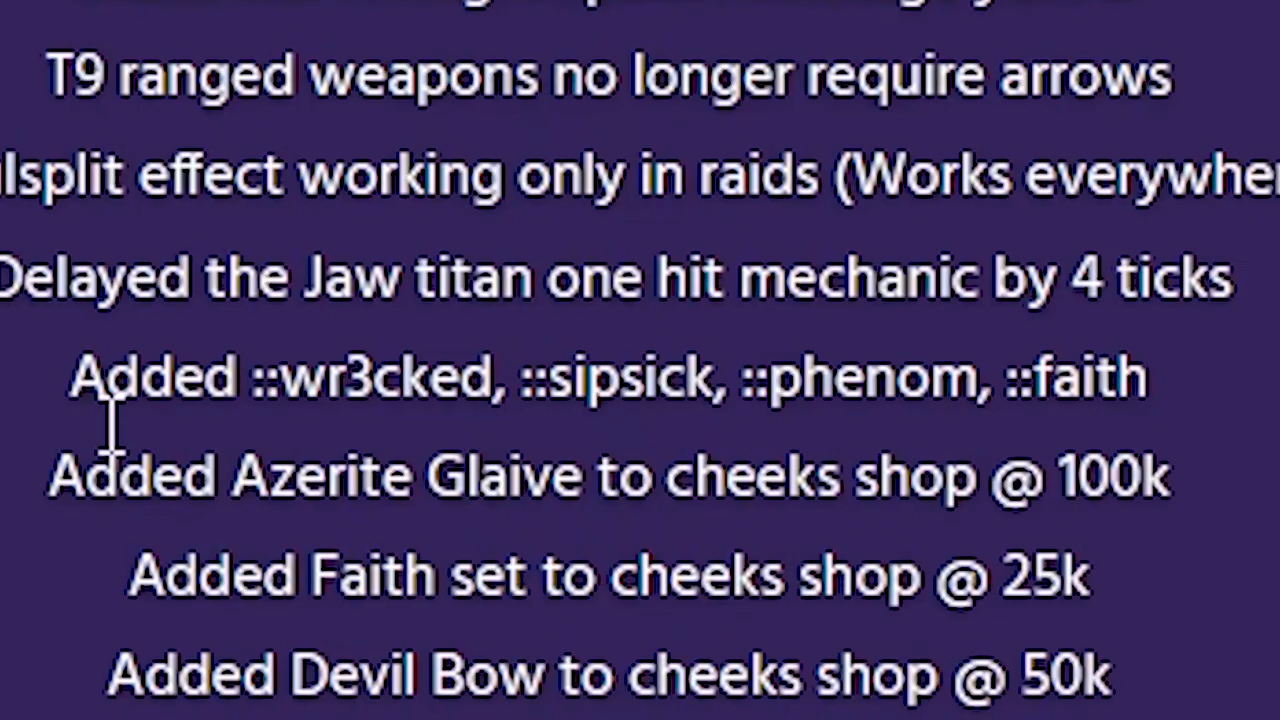 T9 ranged weapons no longer require arrows
effect working only in raids (Works
Delayed the Jaw titan one hit mechanic by 4 ticks
Added ::wr3cked, ::sipsick, ::phenom, ::faith
Added Azerite Glaive to cheeks shop @ 100k
Added Faith set to cheeks shop @ 25k
Added Devil Bow to cheeks shop @ 50k